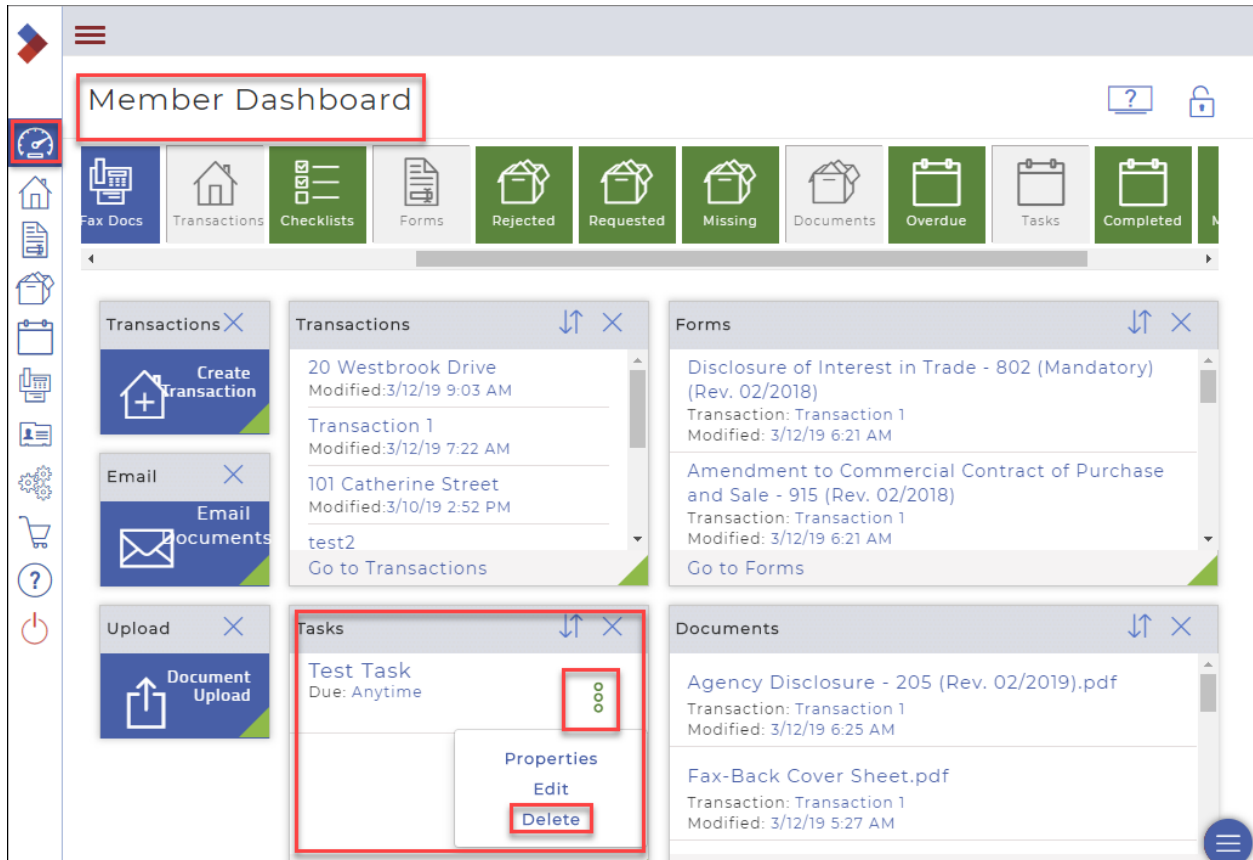 Member Dashboard
?
Fax Docs
Transactions
Checklists
Forms
Rejected
Requested
Missing
Documents
Overdue
Tasks
Completed
Transactions
Create
Transaction
Email
Email
Documents
Upload
Document
Upload
Transactions
20 Westbrook Drive
Modified:3/12/19 9:03 AM
Transaction 1
Modified:3/12/19 7:22 AM
101 Catherine Street
Modified:3/10/19 2:52 PM
test2
Go to Transactions
Forms
Disclosure of Interest in Trade - 802 (Mandatory)
(Rev. 02/2018)
Transaction: Transaction 1
Modified: 3/12/19 6:21 AM
Amendment to Commercial Contract of Purchase
and Sale - 915 (Rev. 02/2018)
Transaction: Transaction 1
Modified: 3/12/19 6:21 AM
Go to Forms
Tasks
Test Task
Due: Anytime
Properties
Edit
Delete
Documents
Agency Disclosure - 205 (Rev. 02/2019).pdf
Transaction: Transaction 1
Modified: 3/12/19 6:25 AM
Fax-Back Cover Sheet.pdf
Transaction: Transaction 1
Modified: 3/12/19 5:27 AM
?